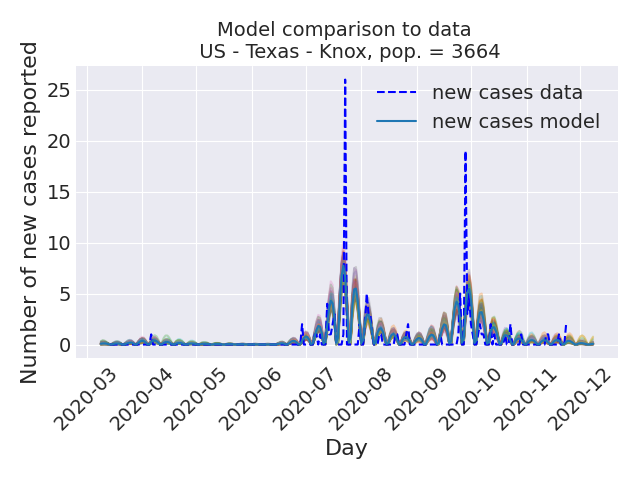 Model comparison to data
US - Texas - Knox, pop. = 3664
Number of new cases reported
25
20
15
10
5
0
new cases data
new cases model
2020-03
2020-04
2020-05
2020-06
2020-07
2020-08
2020-09
2020-10
2020-11
2020-12
Day